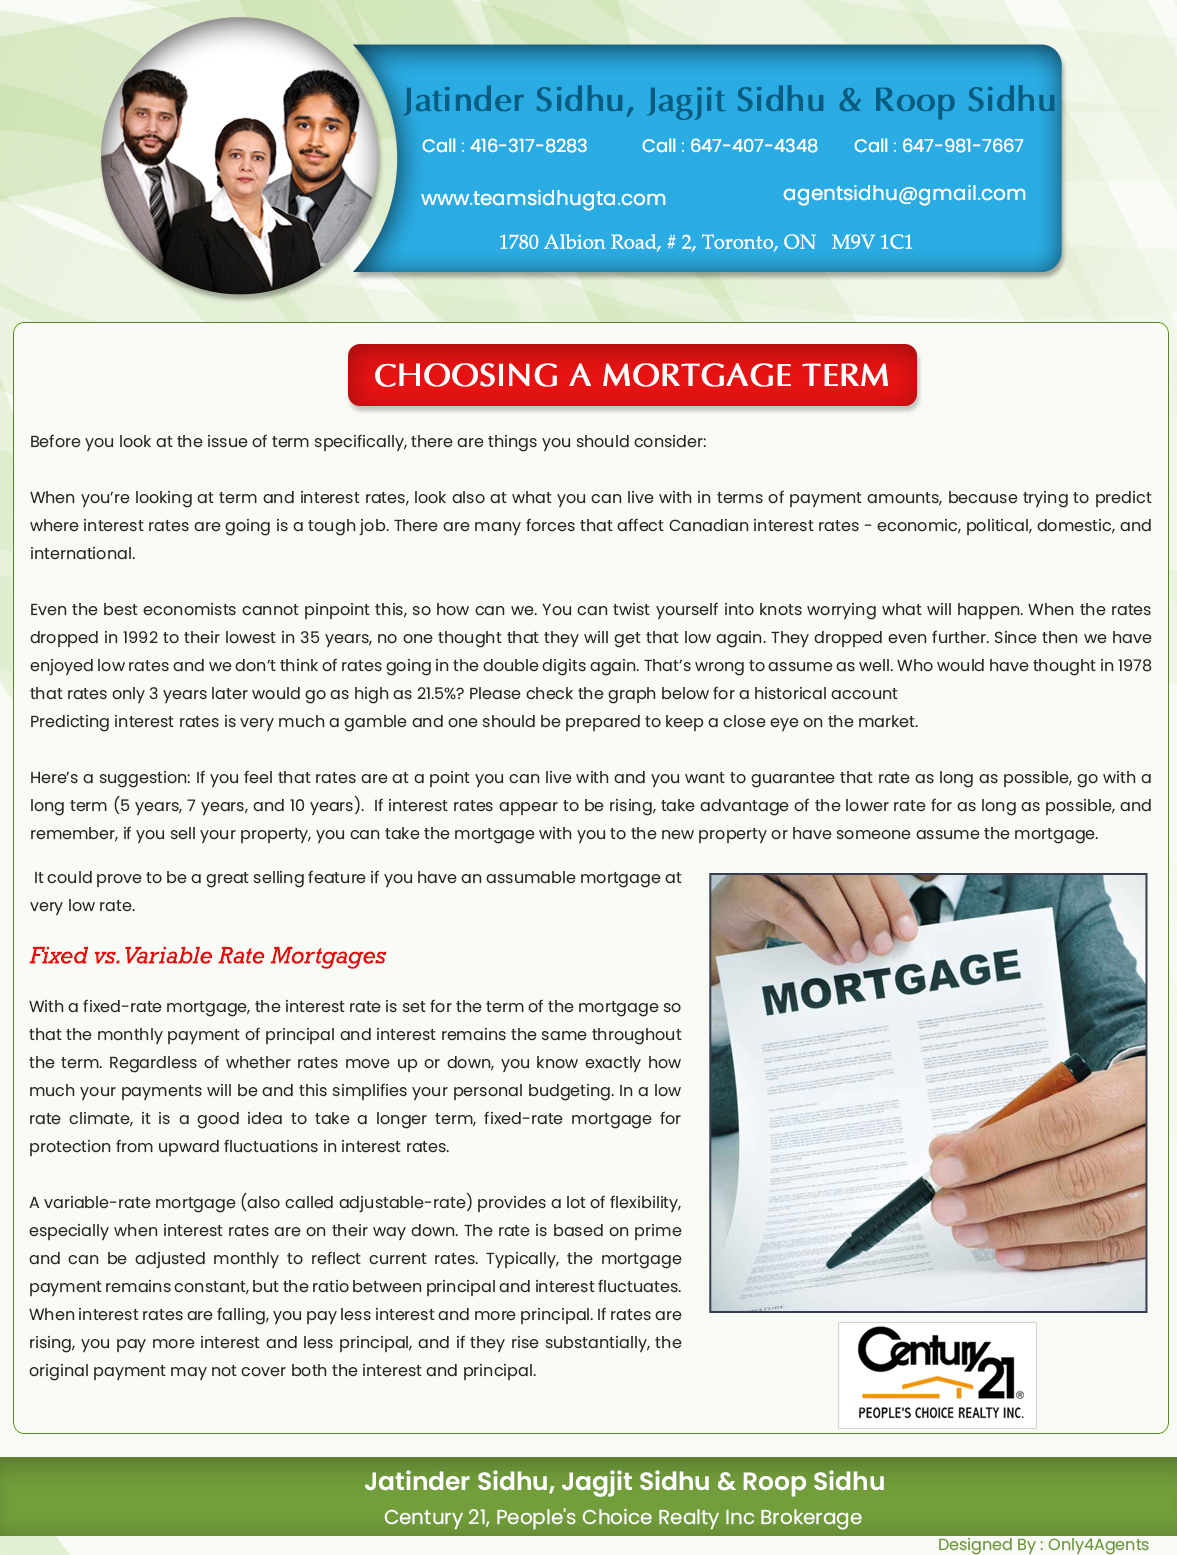 Jatinder Sidhu, Jagjit Sidhu & Roop Sidhu
Call : 416-317-8283 Call : 647-407-4348 Call : 647-981-7667
www.teamsidhugta.com agentsidhu@gmail.com
1780 Albion Road, # 2, Toronto, ON M9V 1C1
CHOOSING A MORTGAGE TERM
Before you look at the issue of term specifically, there are things you should consider:
When you’re looking at term and interest rates, look also at what you can live with in terms of payment amounts, because trying to predict
where interest rates are going is a tough job. There are many forces that affect Canadian interest rates - economic, political, domestic, and
international.
Even the best economists cannot pinpoint this, so how can we. You can twist yourself into knots worrying what will happen. When the rates
dropped in 1992 to their lowest in 35 years, no one thought that they will get that low again. They dropped even further. Since then we have
enjoyed low rates and we don’t think of rates going in the double digits again. That’s wrong to assume as well. Who would have thought in 1978
that rates only 3 years later would go as high as 21.5%? Please check the graph below for a historical account
Predicting interest rates is very much a gamble and one should be prepared to keep a close eye on the market.
Here’s a suggestion: If you feel that rates are at a point you can live with and you want to guarantee that rate as long as possible, go with a
long term (5 years, 7 years, and 10 years). If interest rates appear to be rising, take advantage of the lower rate for as long as possible, and
remember, if you sell your property, you can take the mortgage with you to the new property or have someone assume the mortgage.
It could prove to be a great selling feature if you have an assumable mortgage at
very low rate.
Fixed vs. Variable Rate Mortgages
With a fixed-rate mortgage, the interest rate is set for the term of the mortgage so
that the monthly payment of principal and interest remains the same throughout
the term. Regardless of whether rates move up or down, you know exactly how
much your payments will be and this simplifies your personal budgeting. In a low
rate climate, it is a good idea to take a longer term, fixed-rate mortgage for
protection from upward fluctuations in interest rates.
A variable-rate mortgage (also called adjustable-rate) provides a lot of flexibility,
especially when interest rates are on their way down. The rate is based on prime
and can be adjusted monthly to reflect current rates. Typically, the mortgage
payment remains constant, but the ratio between principal and interest fluctuates.
When interest rates are falling, you pay less interest and more principal. If rates are
rising, you pay more interest and less principal, and if they rise substantially, the
original payment may not cover both the interest and principal.
MORTGAGE
Century 21®
PEOPLE'S CHOICE REALTY INC.
Jatinder Sidhu, Jagjit Sidhu & Roop Sidhu
Century 21, People's Choice Realty Inc Brokerage
Designed By : Only4Agents